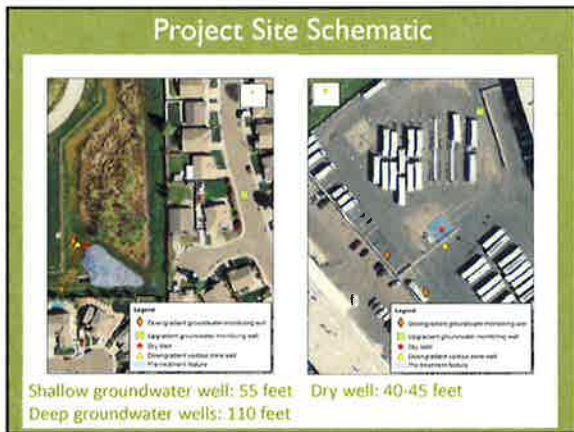 Project Site Schematic
Legend
Downgradient groundwater monitoring well
Upgradient groundwater monitoring well
Dry Well
Downgradient vadose zone well
Pre-treatment feature
Legend
Downgradient groundwater monitoring well
Upgradient groundwater monitoring well
Dry Well
Downgradient vadose zone well
Pre-treatment feature
Shallow groundwater well: 55 feet
Deep groundwater wells: 110 feet
Dry well: 40-45 feet